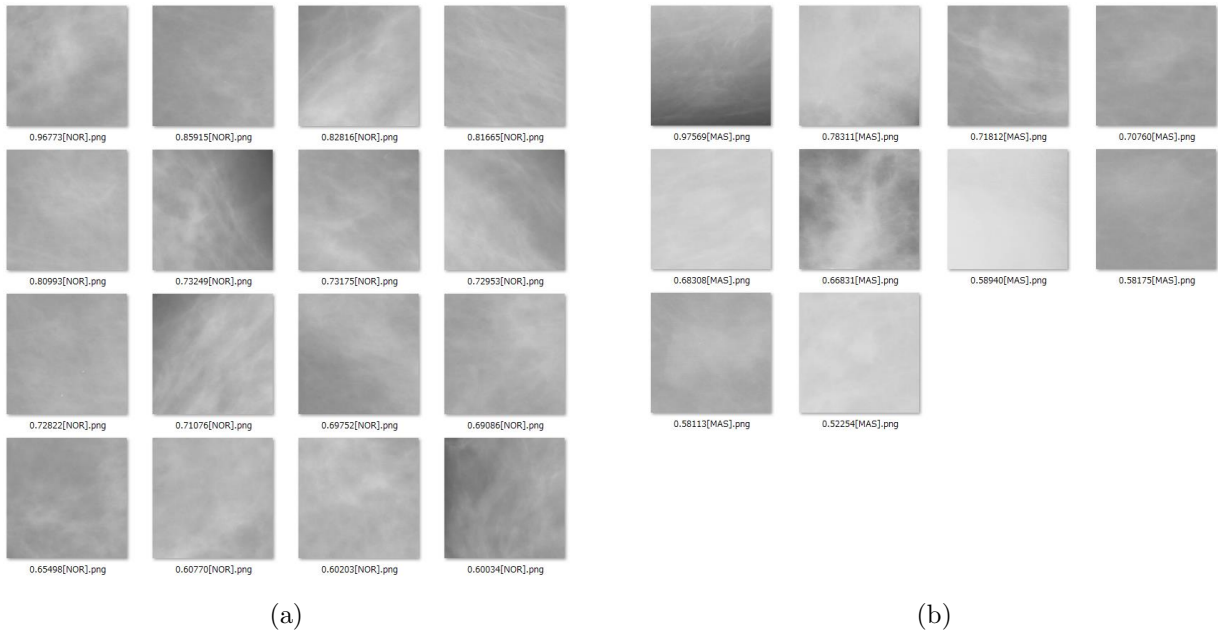 0.96773[NOR].png 0.85915[NOR].png 0.82816[NOR].png 0.81665[NOR].png
0.80993[NOR].png 0.73249[NOR].png 0.73175[NOR].png 0.72953[NOR].png
0.72822[NOR].png 0.71076[NOR].png 0.69752[NOR].png 0.69086[NOR].png
0.65498[NOR].png 0.60770[NOR].png 0.60203[NOR].png 0.60034[NOR].png
(a)
0.97569[MAS].png 0.78311[MAS].png 0.71812[MAS].png 0.70760[MAS].png
0.68308[MAS].png 0.66831[MAS].png 0.58940[MAS].png 0.58175[MAS].png
0.58113[MAS].png 0.52254[MAS].png
(b)